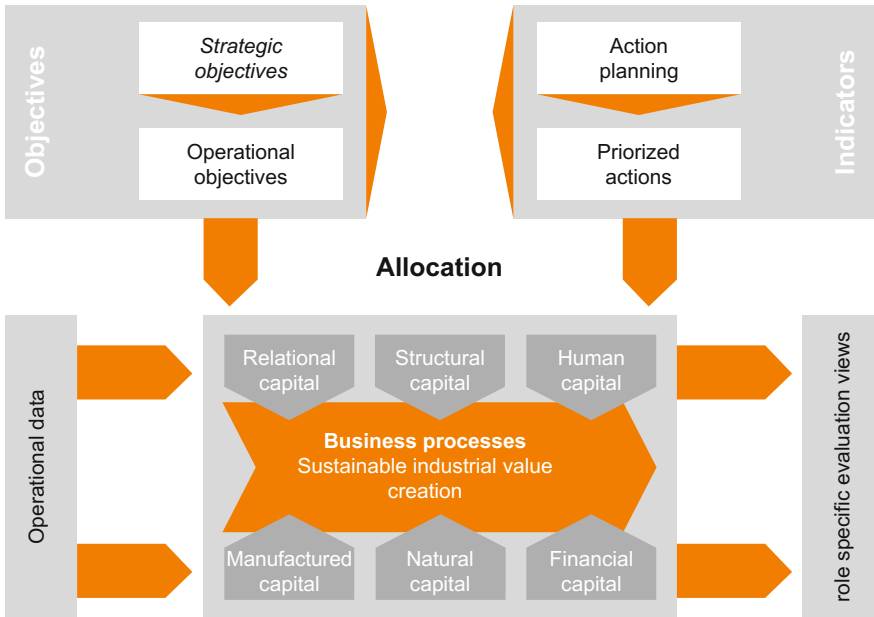 Objectives
Strategic
objectives
Operational
objectives
Action
planning
Priorized
actions
Indicators
Allocation
Operational data
Relational
capital
Structural
capital
Human
capital
Business processes
Sustainable industrial value
creation
Manufactured
capital
Natural
capital
Financial
capital
role specific evaluation views